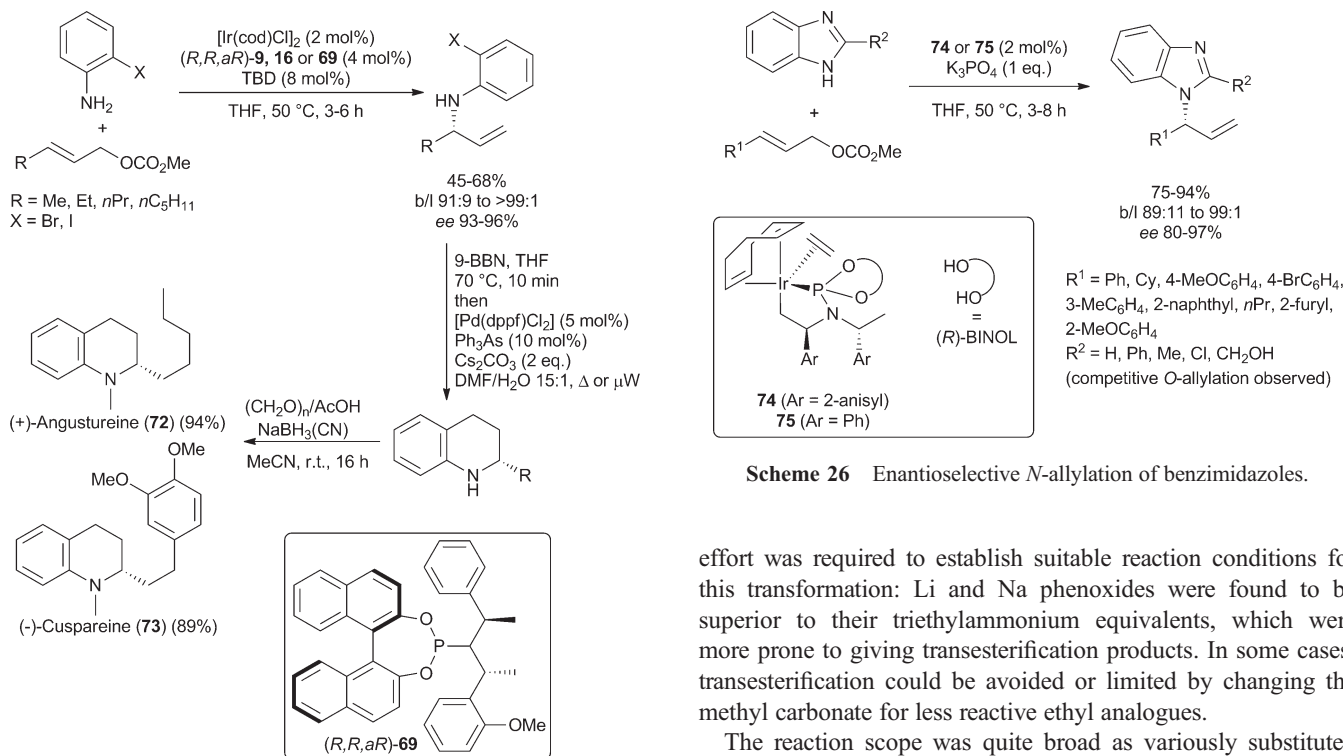 [Ir(cod)Cl]2 (2 mol%)
(R,R,aR)-9, 16 or 69 (4 mol%)
TBD (8 mol%)
THF, 50 °C, 3-6 h
X
NH2
+
R
OCO2Me
R = Me, Et, nPr, nC5H11
X = Br, I
X
HN
R
45-68%
b/l 91:9 to >99:1
ee 93-96%
9-BBN, THF
70 °C, 10 min
then
[Pd(dppf)Cl2] (5 mol%)
Ph3As (10 mol%)
Cs2CO3 (2 eq.)
DMF/H2O 15:1, Δ or μW
N
H
R
(CH2O)n/AcOH
NaBH3(CN)
MeCN, r.t., 16 h
N
(+)-Angustureine (72) (94%)
OMe
MeO
N
(-)-Cuspareine (73) (89%)
O
P
O
OMe
(R,R,aR)-69
N
R2
N
H
+
R1
OCO2Me
74 or 75 (2 mol%)
K3PO4 (1 eq.)
THF, 50 °C, 3-8 h
N
R2
N
R1
75-94%
b/l 89:11 to 99:1
ee 80-97%
R1 = Ph, Cy, 4-MeOC6H4, 4-BrC6H4,
3-MeC6H4, 2-naphthyl, nPr, 2-furyl,
2-MeOC6H4
R2 = H, Ph, Me, Cl, CH2OH
(competitive O-allylation observed)
Ir
P
O
O
N
Ar
Ar
HO
HO
=
(R)-BINOL
74 (Ar = 2-anisyl)
75 (Ar = Ph)
Scheme 26 Enantioselective N-allylation of benzimidazoles.
effort was required to establish suitable reaction conditions
this transformation: Li and Na phenoxides were found to
superior to their triethylammonium equivalents, which
more prone to giving transesterification products. In some cases
transesterification could be avoided or limited by changing
methyl carbonate for less reactive ethyl analogues.
The reaction scope was quite broad as variously